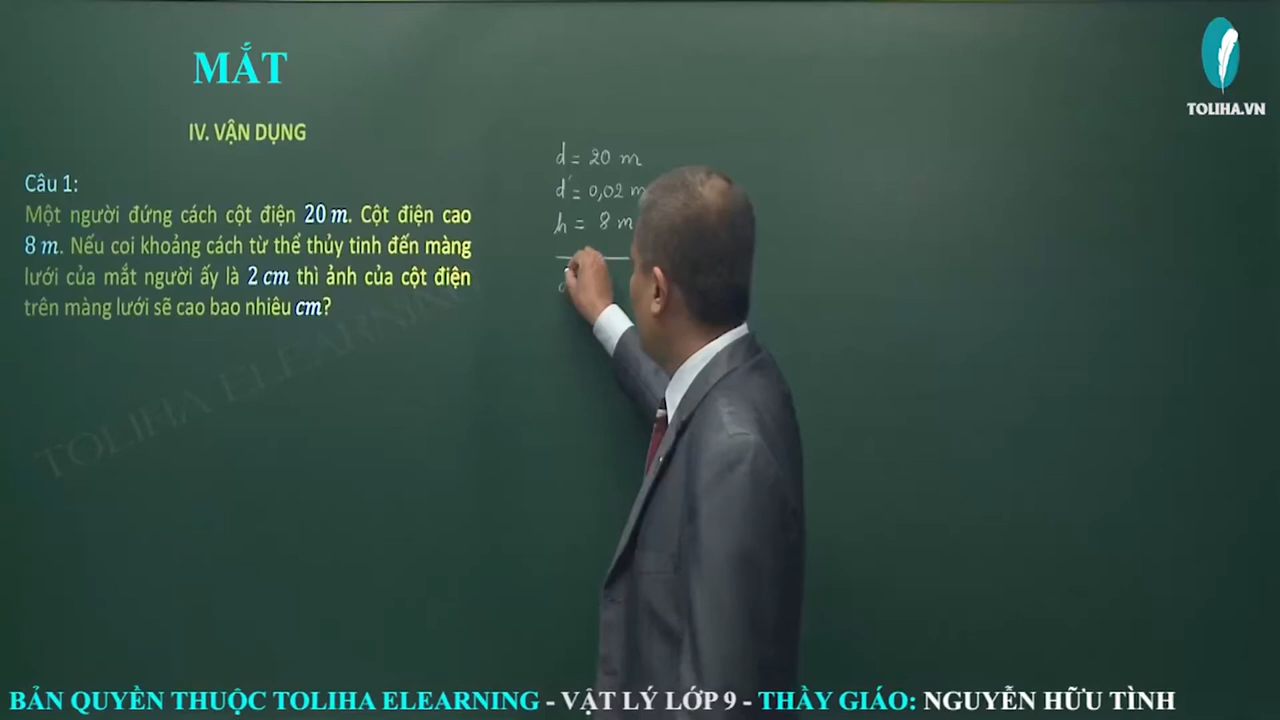 MẮT
TOLIHA.VN
IV. VẬN DỤNG
Câu 1:
Một người đứng cách cột điện 20 m. Cột điện cao
8 m. Nếu coi khoảng cách từ thể thủy tinh đến màng
lưới của mắt người ấy là 2 cm thì ảnh của cột điện
trên màng lưới sẽ cao bao nhiêu cm?
d = 20 m
d' = 0,02 m
h = 8 m
TOLIHA ELEARNING
BẢN QUYỀN THUỘC TOLIHA ELEARNING - VẬT LÝ LỚP 9 - THẦY GIÁO: NGUYỄN HỮU TÌNH